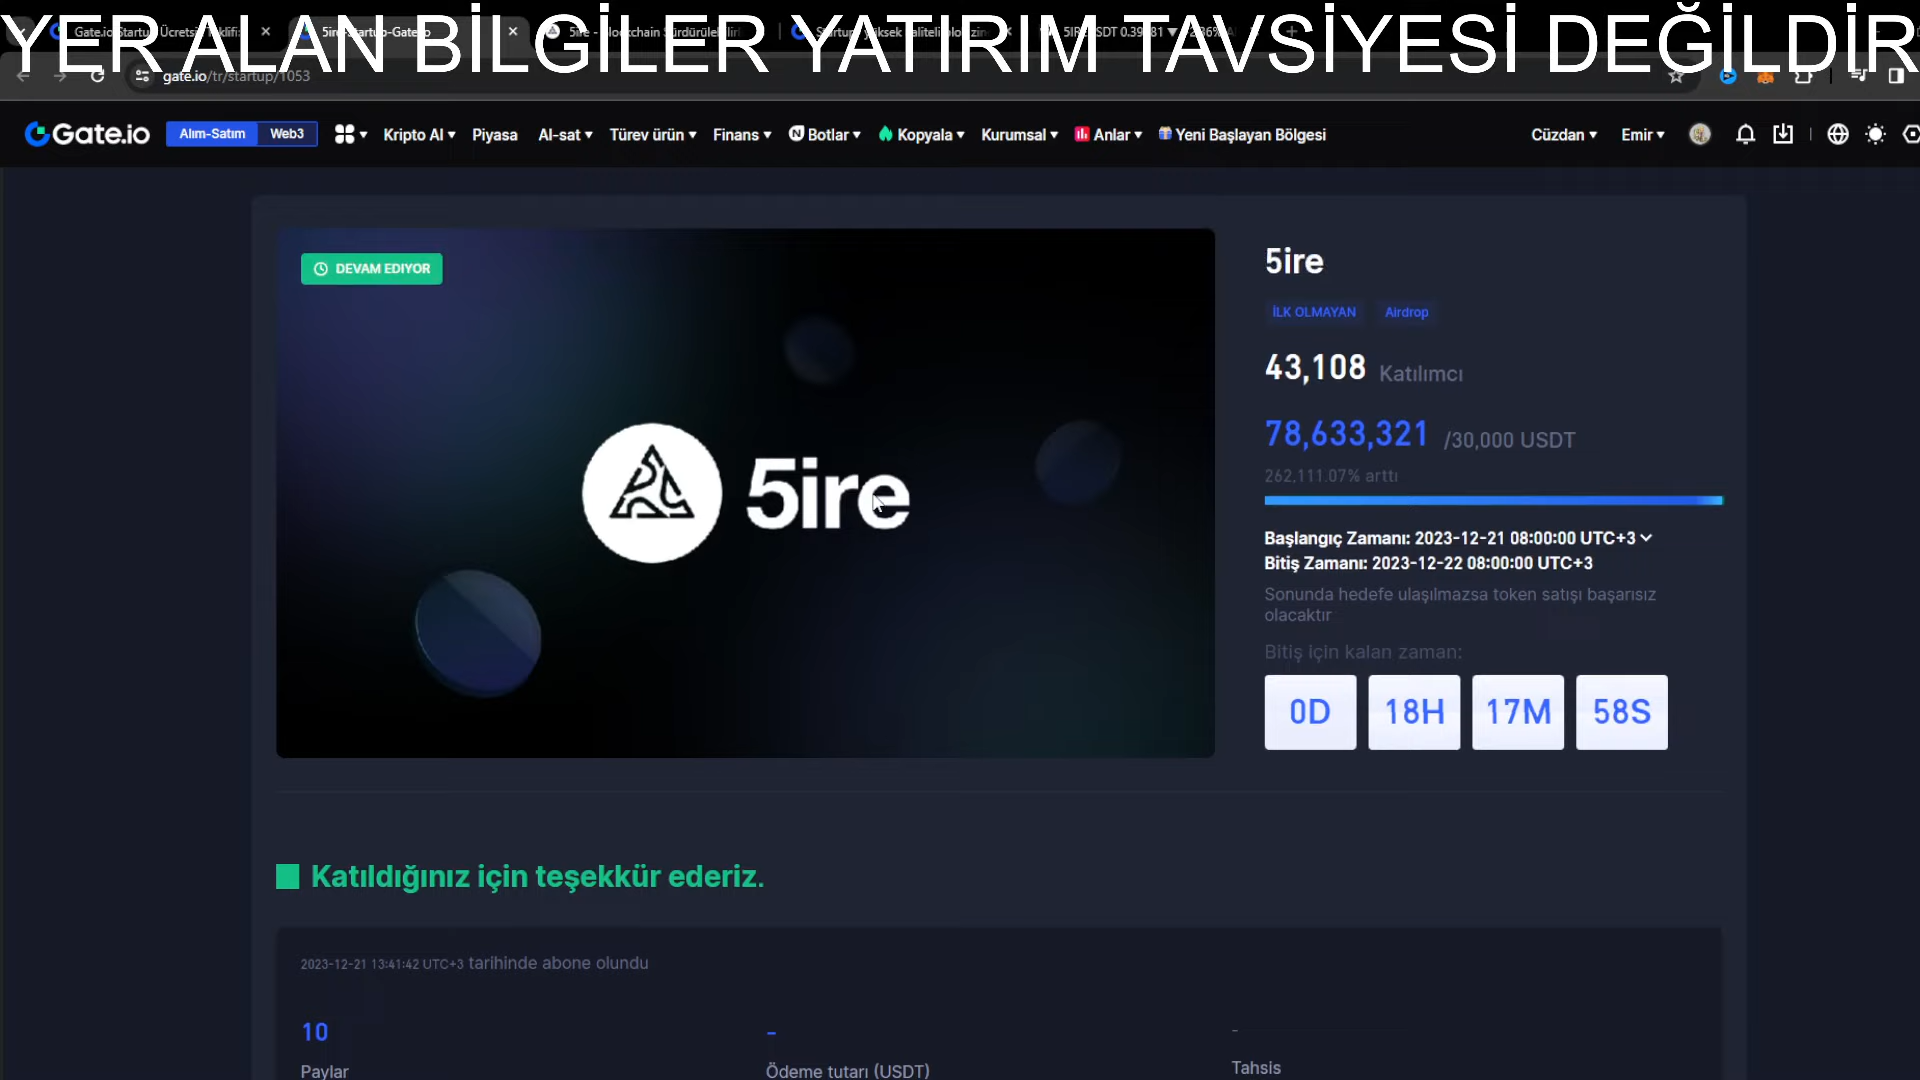 YER ALAN BİLGİLER YATIRIM TAVSİYESİ DEĞİLDİR
gate.io/tr/startup/1053
Gate.io Alım-Satım Web3 Kripto Al Piyasa Al-sat Türev ürün Finans Botlar Kopyala Kurumsal Anlar Yeni Başlayan Bölgesi Cüzdan Emir
DEVAM EDIYOR
5ire
5ire
İLK OLMAYAN Airdrop
43,108 Katılımcı
78,633,321 /30,000 USDT
262,111.07% arttı
Başlangıç Zamanı: 2023-12-21 08:00:00 UTC+3
Bitiş Zamanı: 2023-12-22 08:00:00 UTC+3
Sonunda hedefe ulaşılmazsa token satışı başarısız
olacaktır
Bitiş için kalan zaman:
0D 18H 17M 58S
Katıldığınız için teşekkür ederiz.
2023-12-21 13:41:42 UTC+3 tarihinde abone olundu
10 - -
Paylar Ödeme tutarı (USDT) Tahsis